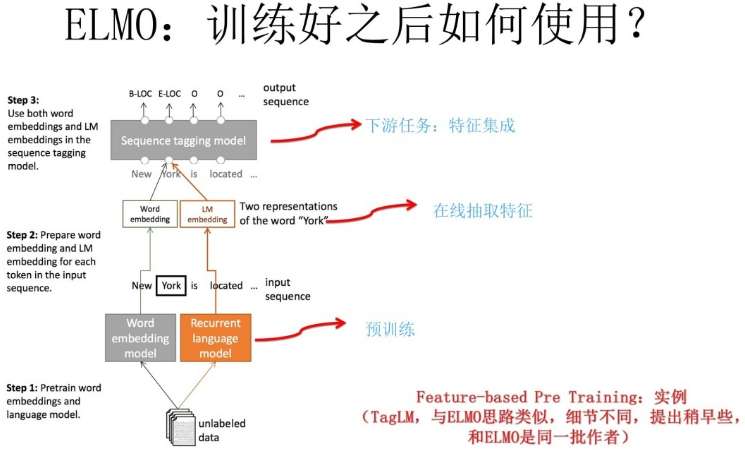 ELMO：训练好之后如何使用？
B-LOC E-LOC O O … output
sequence
Step 3:
Use both word
embeddings and LM
embeddings in the
sequence tagging
model.
Sequence tagging model
New York is located …
下游任务：特征集成
Word
embedding
LM
embedding
Two representations
of the word “York”
在线抽取特征
Step 2: Prepare word
embedding and LM
embedding for each
token in the input
sequence.
New York is located … input
sequence
Word
embedding
model
Recurrent
language
model
预训练
Step 1: Pretrain word
embeddings and
language model.
unlabeled
data
Feature-based Pre Training：实例
（TagLM，与ELMO思路类似，细节不同，提出稍早些，
和ELMO是同一批作者）